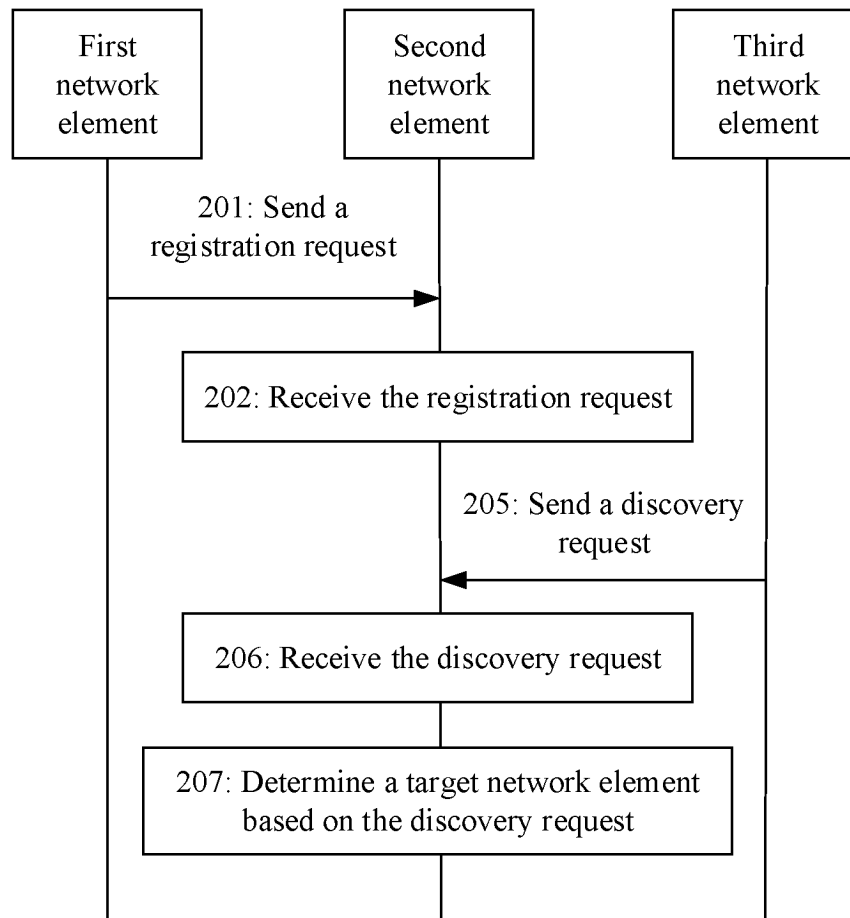 First
network
element
Second
network
element
Third
network
element
201: Send a
registration request
202: Receive the registration request
205: Send a discovery
request
206: Receive the discovery request
207: Determine a target network element
based on the discovery request